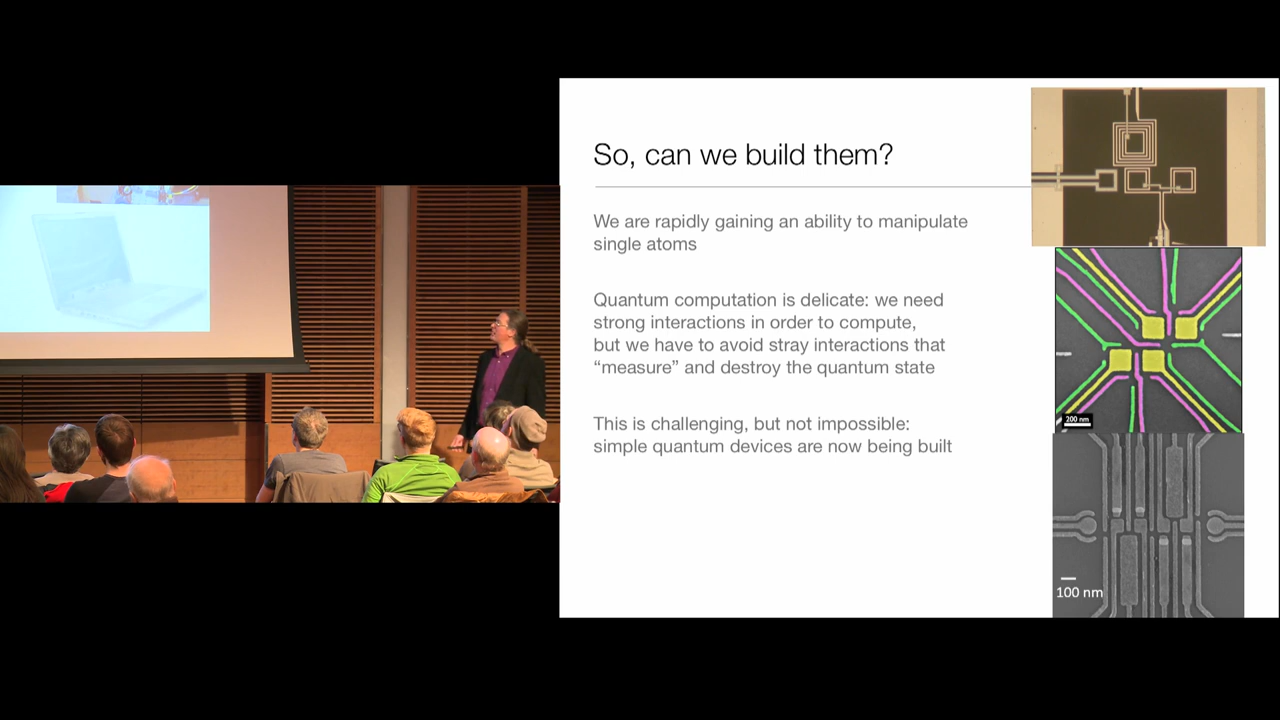 So, can we build them?
We are rapidly gaining an ability to manipulate
single atoms
Quantum computation is delicate: we need
strong interactions in order to compute,
but we have to avoid stray interactions that
“measure” and destroy the quantum state
This is challenging, but not impossible:
simple quantum devices are now being built
200 nm
100 nm